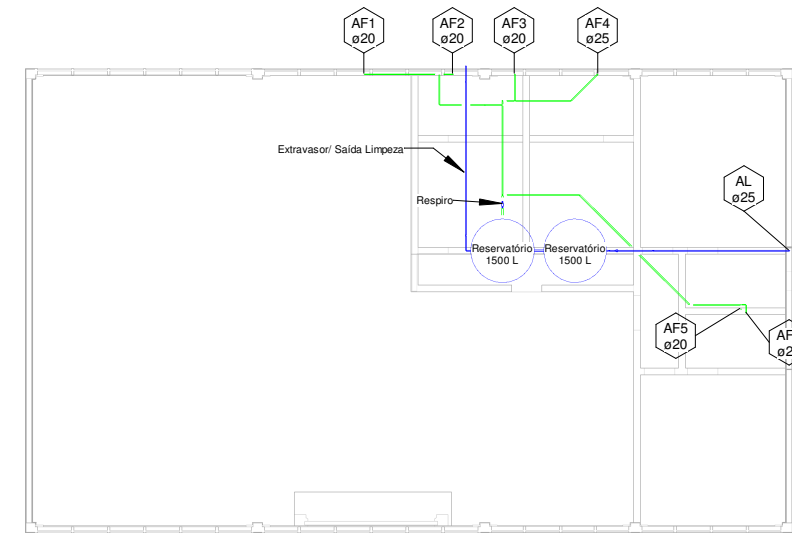 AF1
ø20
AF2
ø20
AF3
ø20
AF4
ø25
Extravasor/ Saída Limpeza
Respiro
AL
ø25
Reservatório
1500 L
Reservatório
1500 L
AF5
ø20